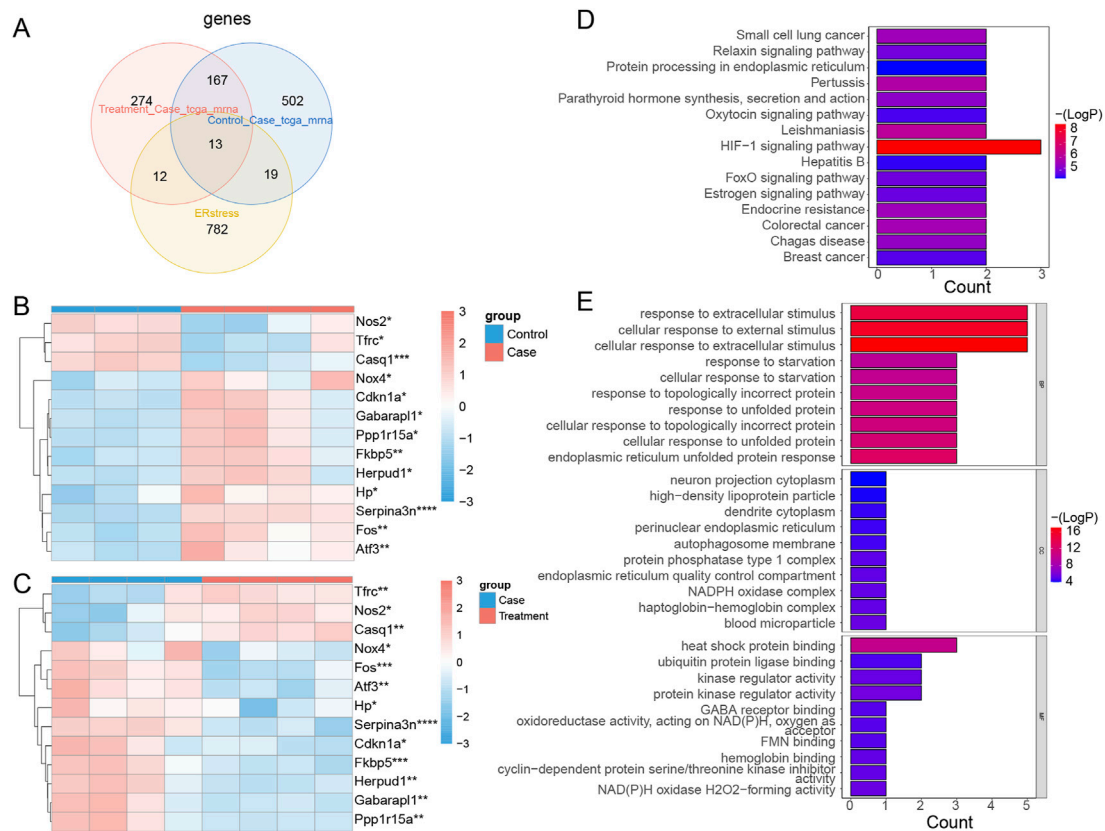 A
genes
167
274
502
Treatment_Case_tcga_mrna
Control_Case_tcga_mrna
13
12
19
ERstress
782
B
Nos2*
Tfrc*
Casq1***
Nox4*
Cdkn1a*
Gabarapl1*
Ppp1r15a*
Fkbp5**
Herpud1*
Hp*
Serpina3n****
Fos**
Atf3**
3
2
1
0
−1
−2
−3
group
Control
Case
C
Tfrc**
Nos2*
Casq1**
Nox4*
Fos***
Atf3**
Hp*
Serpina3n****
Cdkn1a*
Fkbp5***
Herpud1**
Gabarapl1**
Ppp1r15a**
3
2
1
0
−1
−2
−3
group
Case
Treatment
D
Small cell lung cancer
Relaxin signaling pathway
Protein processing in endoplasmic reticulum
Pertussis
Parathyroid hormone synthesis, secretion and action
Oxytocin signaling pathway
Leishmaniasis
HIF−1 signaling pathway
Hepatitis B
FoxO signaling pathway
Estrogen signaling pathway
Endocrine resistance
Colorectal cancer
Chagas disease
Breast cancer
0 1 2 3
Count
−(LogP)
8
7
6
5
E
response to extracellular stimulus
cellular response to external stimulus
cellular response to extracellular stimulus
response to starvation
cellular response to starvation
response to topologically incorrect protein
response to unfolded protein
cellular response to topologically incorrect protein
cellular response to unfolded protein
endoplasmic reticulum unfolded protein response
BP
neuron projection cytoplasm
high−density lipoprotein particle
dendrite cytoplasm
perinuclear endoplasmic reticulum
autophagosome membrane
protein phosphatase type 1 complex
endoplasmic reticulum quality control compartment
NADPH oxidase complex
haptoglobin−hemoglobin complex
blood microparticle
CC
heat shock protein binding
ubiquitin protein ligase binding
kinase regulator activity
protein kinase regulator activity
GABA receptor binding
oxidoreductase activity, acting on NAD(P)H, oxygen as
acceptor
FMN binding
hemoglobin binding
cyclin−dependent protein serine/threonine kinase inhibitor
activity
NAD(P)H oxidase H2O2−forming activity
MF
0 1 2 3 4 5
Count
−(LogP)
16
12
8
4